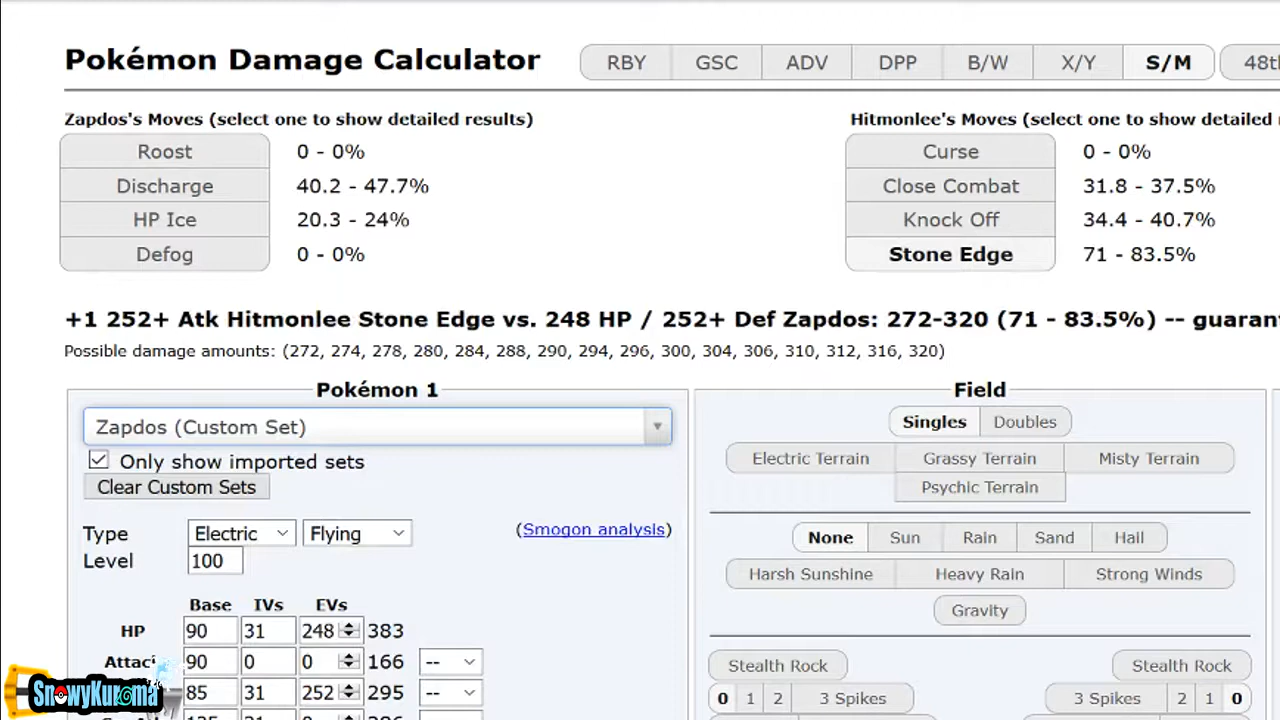 Pokémon Damage Calculator
RBY GSC ADV DPP B/W X/Y S/M
Zapdos's Moves (select one to show detailed results)
Hitmonlee's Moves (select one to show detailed
Roost 0 - 0%
Curse 0 - 0%
Discharge 40.2 - 47.7%
Close Combat 31.8 - 37.5%
HP Ice 20.3 - 24%
Knock Off 34.4 - 40.7%
Defog 0 - 0%
Stone Edge 71 - 83.5%
+1 252+ Atk Hitmonlee Stone Edge vs. 248 HP / 252+ Def Zapdos: 272-320 (71 - 83.5%) --
Possible damage amounts: (272, 274, 278, 280, 284, 288, 290, 294, 296, 300, 304, 306, 310, 312, 316, 320)
Pokémon 1
Zapdos (Custom Set)
Only show imported sets
Clear Custom Sets
Type Electric Flying (Smogon analysis)
Level 100
Base IVs EVs
HP 90 31 248 383
90 0 0 166 --
85 31 252 295 --
Field
Singles Doubles
Electric Terrain Grassy Terrain Misty Terrain
Psychic Terrain
None Sun Rain Sand Hail
Harsh Sunshine Heavy Rain Strong Winds
Gravity
Stealth Rock Stealth Rock
0 1 2 3 Spikes 3 Spikes 2 1 0
SnowyKuroma